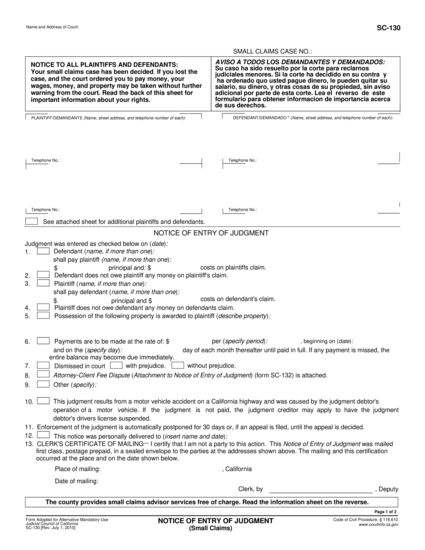 Name and Address of Court
SC-130
SMALL CLAIMS CASE NO.:
NOTICE TO ALL PLAINTIFFS AND DEFENDANTS:
Your small claims case has been decided. If you lost the
case, and the court ordered you to pay money, your
wages, money, and property may be taken without further
warning from the court. Read the back of this sheet for
important information about your rights.
AVISO A TODOS LOS DEMANDANTES Y DEMANDADOS:
Su caso ha sido resuelto por la corte para reclarnos
judiciales menores. Si la corte ha decidido en su contra y
ha ordenado quo usted pague dinero, le pueden quitar su
salario, su dinero, y otras cosas de su propiedad, sin aviso
adicional por parte de esta corte. Lea el reverso de este
formulario para obtener informacion de importancia acerca
de sus derechos.
PLAINTIFF/DEMANDANTE (Name, street address, and telephone number of each):
DEFENDANT/DEMANDADO " (Name, street address, and telephone number of each):
Telephone No.:
Telephone No.:
Telephone No.:
Telephone No.:
See attached sheet for additional plaintiffs and defendants.
NOTICE OF ENTRY OF JUDGMENT
Judgment was entered as checked below on (date):
1. Defendant (name, if more than one):
shall pay plaintiff (name, if more than one):
$ principal and: $ costs on plaintiffs claim.
2. Defendant does not owe plaintiff any money on plaintiff's claim.
3. Plaintiff (name, if more than one):
shall pay defendant (name, if more than one):
$ principal and $ costs on defendant's claim.
4. Plaintiff does not owe defendant any money on defendants claim.
5. Possession of the following property is awarded to plaintiff (describe property):
6. Payments are to be made at the rate of: $ per (specify period): , beginning on (date):
and on the (specify day): day of each month thereafter until paid in full. If any payment is missed, the
entire balance may become due immediately.
7. Dismissed in court with prejudice. without prejudice.
8. Attorney-Client Fee Dispute (Attachment to Notice of Entry of Judgment) (form SC-132) is attached.
9. Other (specify):
10. This judgment results from a motor vehicle accident on a California highway and was caused by the judgment debtor's
operation of a motor vehicle. If the judgment is not paid, the judgment creditor may apply to have the judgment
debtor's drivers license suspended.
11. Enforcement of the judgment is automatically postponed for 30 days or, if an appeal is filed, until the appeal is decided.
12. This notice was personally delivered to (insert name and date):
13. CLERK'S CERTIFICATE OF MAILING— I certify that I am not a party to this action. This Notice of Entry of Judgment was mailed
first class, postage prepaid, in a sealed envelope to the parties at the addresses shown above. The mailing and this certification
occurred at the place and on the date shown below.
Place of mailing: , California
Date of mailing:
Clerk, by , Deputy
The county provides small claims advisor services free of charge. Read the information sheet on the reverse.
Page 1 of 2
Form Adopted for Alternative Mandatory Use
Judicial Council of California
SC-130 [Rev. July 1, 2010]
NOTICE OF ENTRY OF JUDGMENT
(Small Claims)
Code of Civil Procedure, § 116.610
www.courtinfo.ca.gov